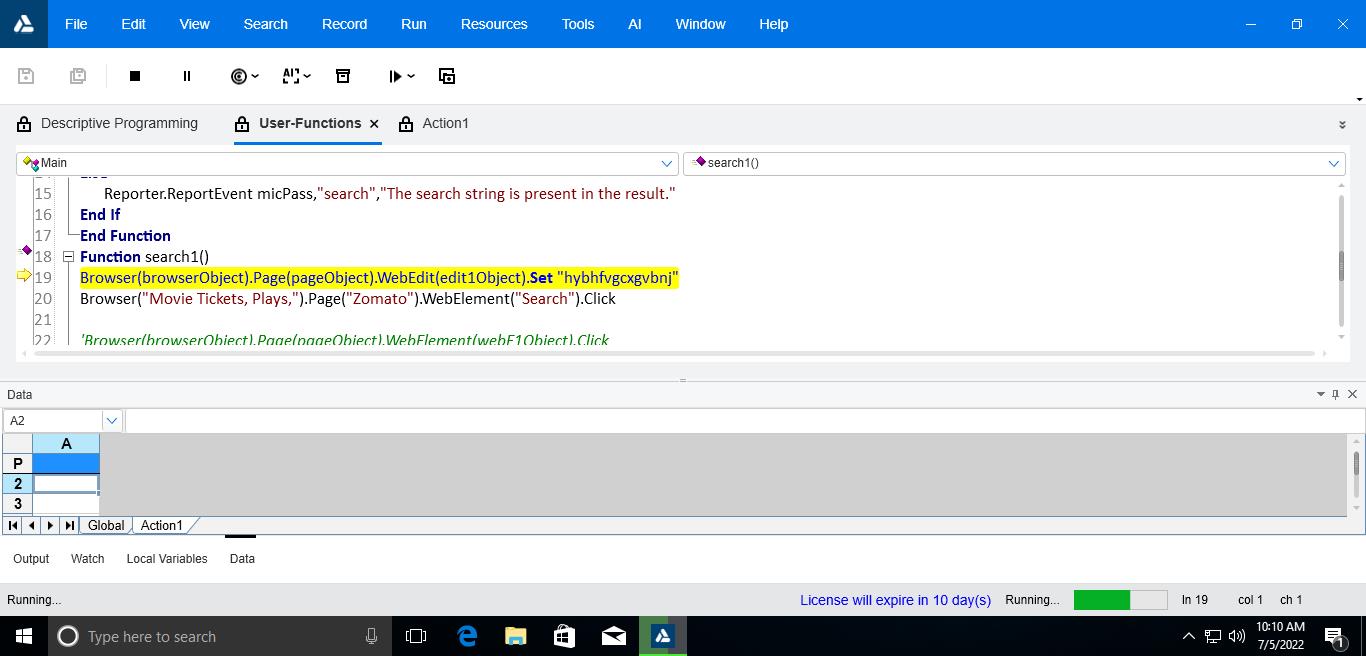 File Edit View Search Record Run Resources Tools AI Window Help
Descriptive Programming User-Functions Action1
Main search1()
15 Reporter.ReportEvent micPass,"search","The search string is present in the result."
16 End If
17 End Function
18 Function search1()
19 Browser(browserObject).Page(pageObject).WebEdit(edit1Object).Set "hybhfvgcxgvbnj"
20 Browser("Movie Tickets, Plays,").Page("Zomato").WebElement("Search").Click
21
22 'Browser(browserObject).Page(pageObject).WebElement(webE1Object).Click
Data
A2
A
P
2
3
Global Action1
Output Watch Local Variables Data
Running... License will expire in 10 day(s) Running... ln 19 col 1 ch 1
Type here to search
10:10 AM
7/5/2022
1